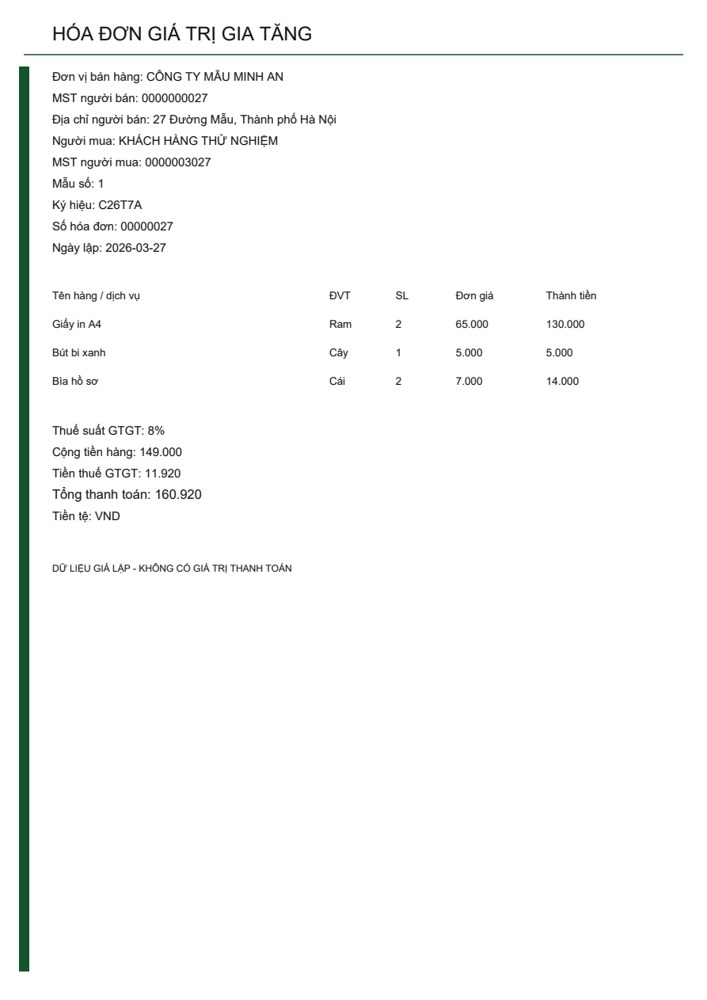 HÓA ĐƠN GIÁ TRỊ GIA TĂNG
Đơn vị bán hàng: CÔNG TY MẪU MINH AN
MST người bán: 0000000027
Địa chỉ người bán: 27 Đường Mẫu, Thành phố Hà Nội
Người mua: KHÁCH HÀNG THỬ NGHIỆM
MST người mua: 0000003027
Mẫu số: 1
Ký hiệu: C26T7A
Số hóa đơn: 00000027
Ngày lập: 2026-03-27
Tên hàng / dịch vụ ĐVT SL Đơn giá Thành tiền
Giấy in A4 Ram 2 65.000 130.000
Bút bi xanh Cây 1 5.000 5.000
Bìa hồ sơ Cái 2 7.000 14.000
Thuế suất GTGT: 8%
Cộng tiền hàng: 149.000
Tiền thuế GTGT: 11.920
Tổng thanh toán: 160.920
Tiền tệ: VND
DỮ LIỆU GIẢ LẬP - KHÔNG CÓ GIÁ TRỊ THANH TOÁN